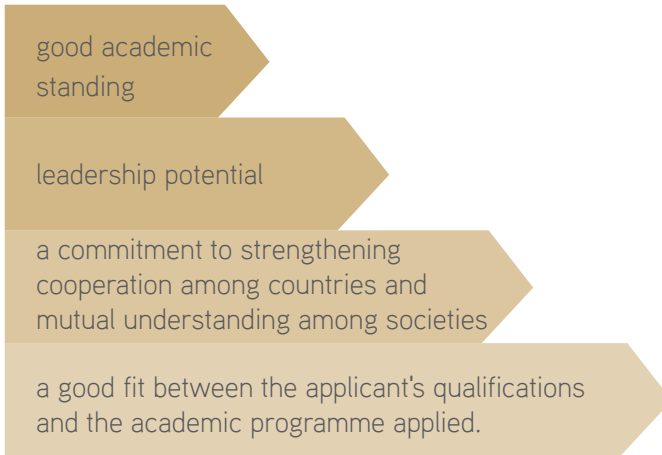 good academic
standing
leadership potential
a commitment to strengthening
cooperation among countries and
mutual understanding among societies
a good fit between the applicant's qualifications
and the academic programme applied.